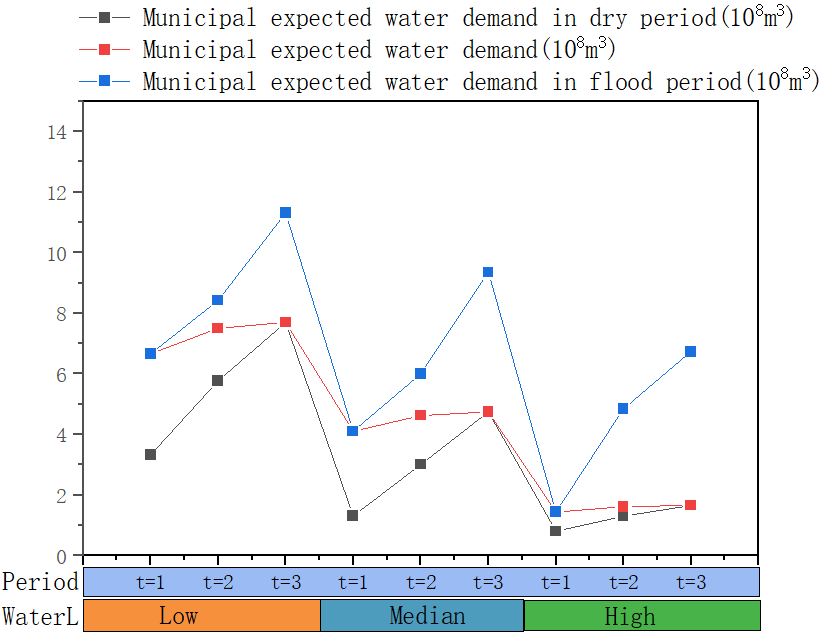 Municipal expected water demand in dry period(10⁸m³)
Municipal expected water demand(10⁸m³)
Municipal expected water demand in flood period(10⁸m³)
14
12
10
8
6
4
2
0
Period t=1 t=2 t=3 t=1 t=2 t=3 t=1 t=2 t=3
WaterL Low Median High